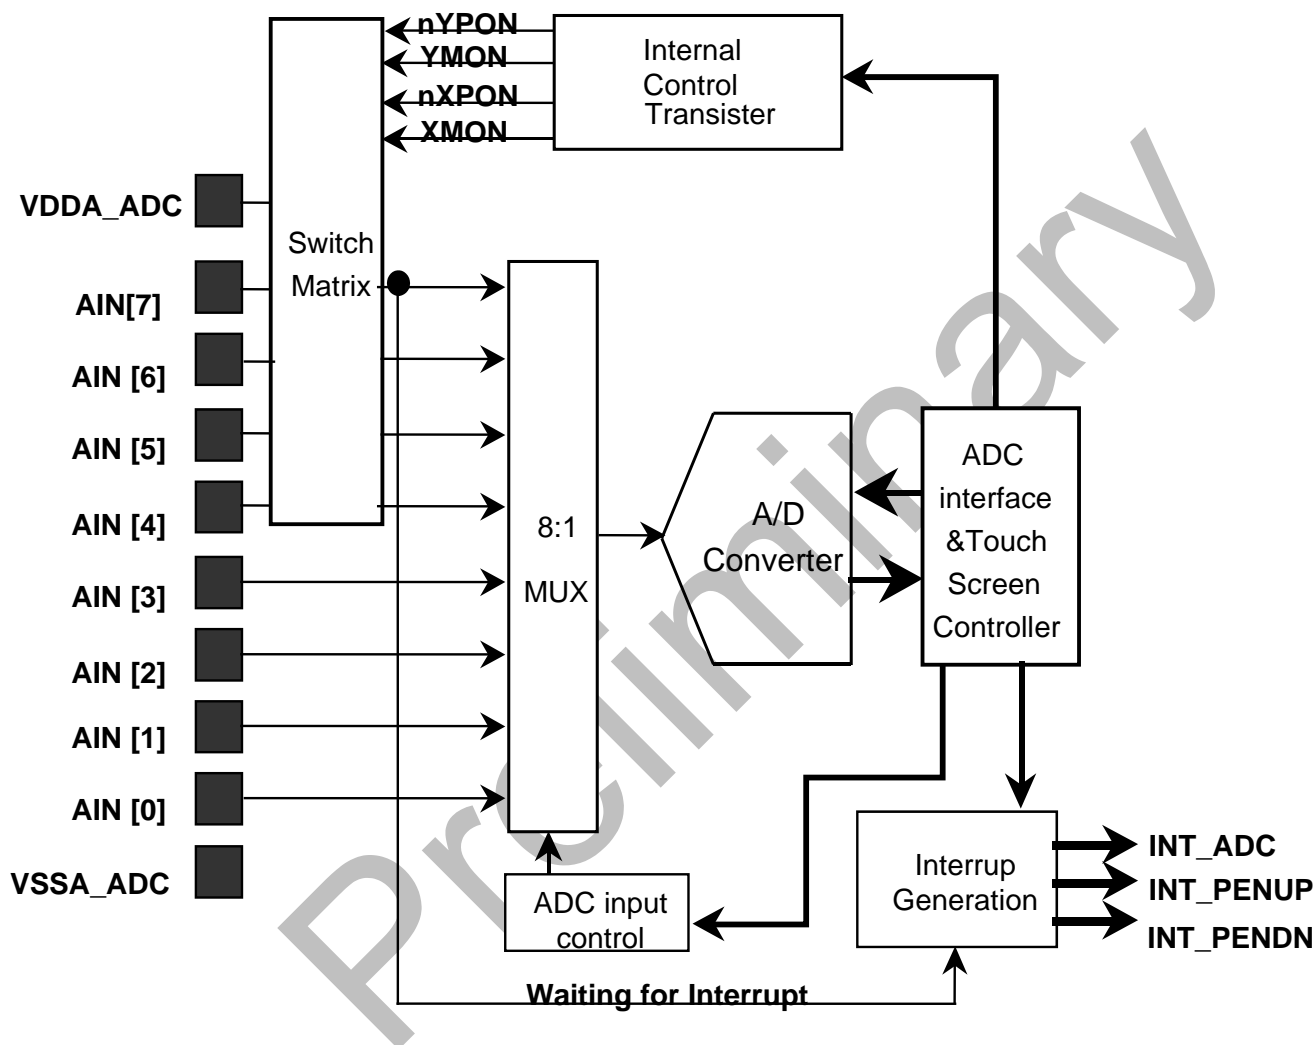 nYPON
YMON
nXPON
XMON
Internal
Control
Transister
VDDA_ADC
AIN[7]
AIN [6]
AIN [5]
AIN [4]
AIN [3]
AIN [2]
AIN [1]
AIN [0]
VSSA_ADC
Switch
Matrix
8:1
MUX
A/D
Converter
ADC
interface
&Touch
Screen
Controller
ADC input
control
Interrup
Generation
INT_ADC
INT_PENUP
INT_PENDN
Waiting for Interrupt
Preliminary